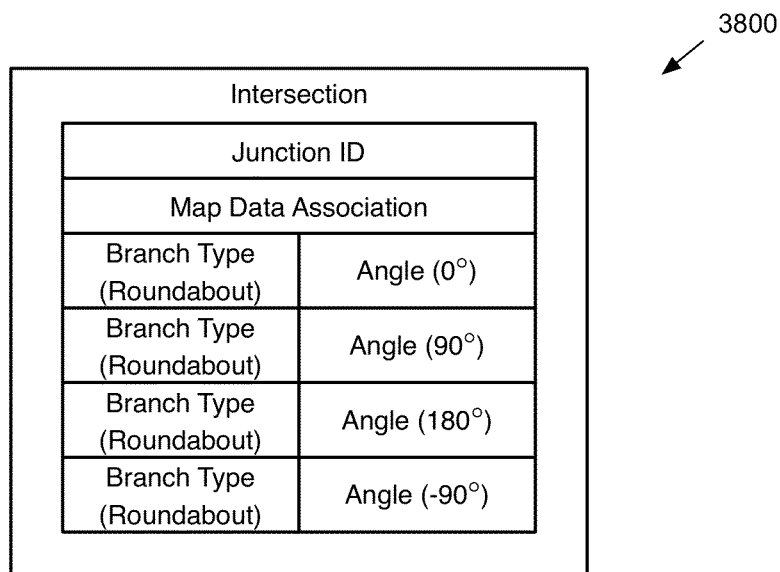 3800
Intersection
Junction ID
Map Data Association
Branch Type
(Roundabout)
Angle (0°)
Branch Type
(Roundabout)
Angle (90°)
Branch Type
(Roundabout)
Angle (180°)
Branch Type
(Roundabout)
Angle (-90°)